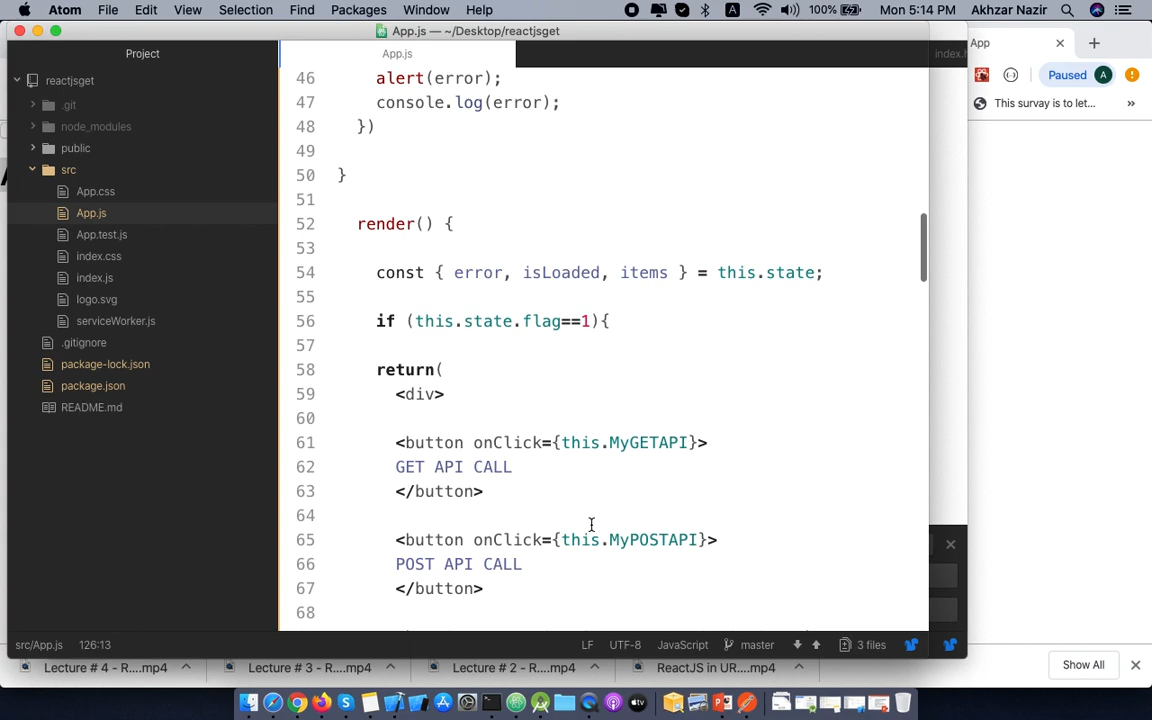 Atom File Edit View Selection Find Packages Window Help A 100% Mon 5:14 PM Akhzar Nazir
App.js — ~/Desktop/reactjsget
App
Project
App.js
index.h
reactjsget
Paused A
.git
This survay is to let... »
node_modules
public
src
App.css
App.js
App.test.js
index.css
index.js
logo.svg
serviceWorker.js
.gitignore
package-lock.json
package.json
README.md
46 alert(error);
47 console.log(error);
48 })
49
50 }
51
52 render() {
53
54 const { error, isLoaded, items } = this.state;
55
56 if (this.state.flag==1){
57
58 return(
59 <div>
60
61 <button onClick={this.MyGETAPI}>
62 GET API CALL
63 </button>
64
65 <button onClick={this.MyPOSTAPI}>
66 POST API CALL
67 </button>
68
src/App.js 126:13 LF UTF-8 JavaScript master 3 files
Lecture # 4 - R....mp4 Lecture # 3 - R....mp4 Lecture # 2 - R....mp4 ReactJS in UR....mp4 Show All